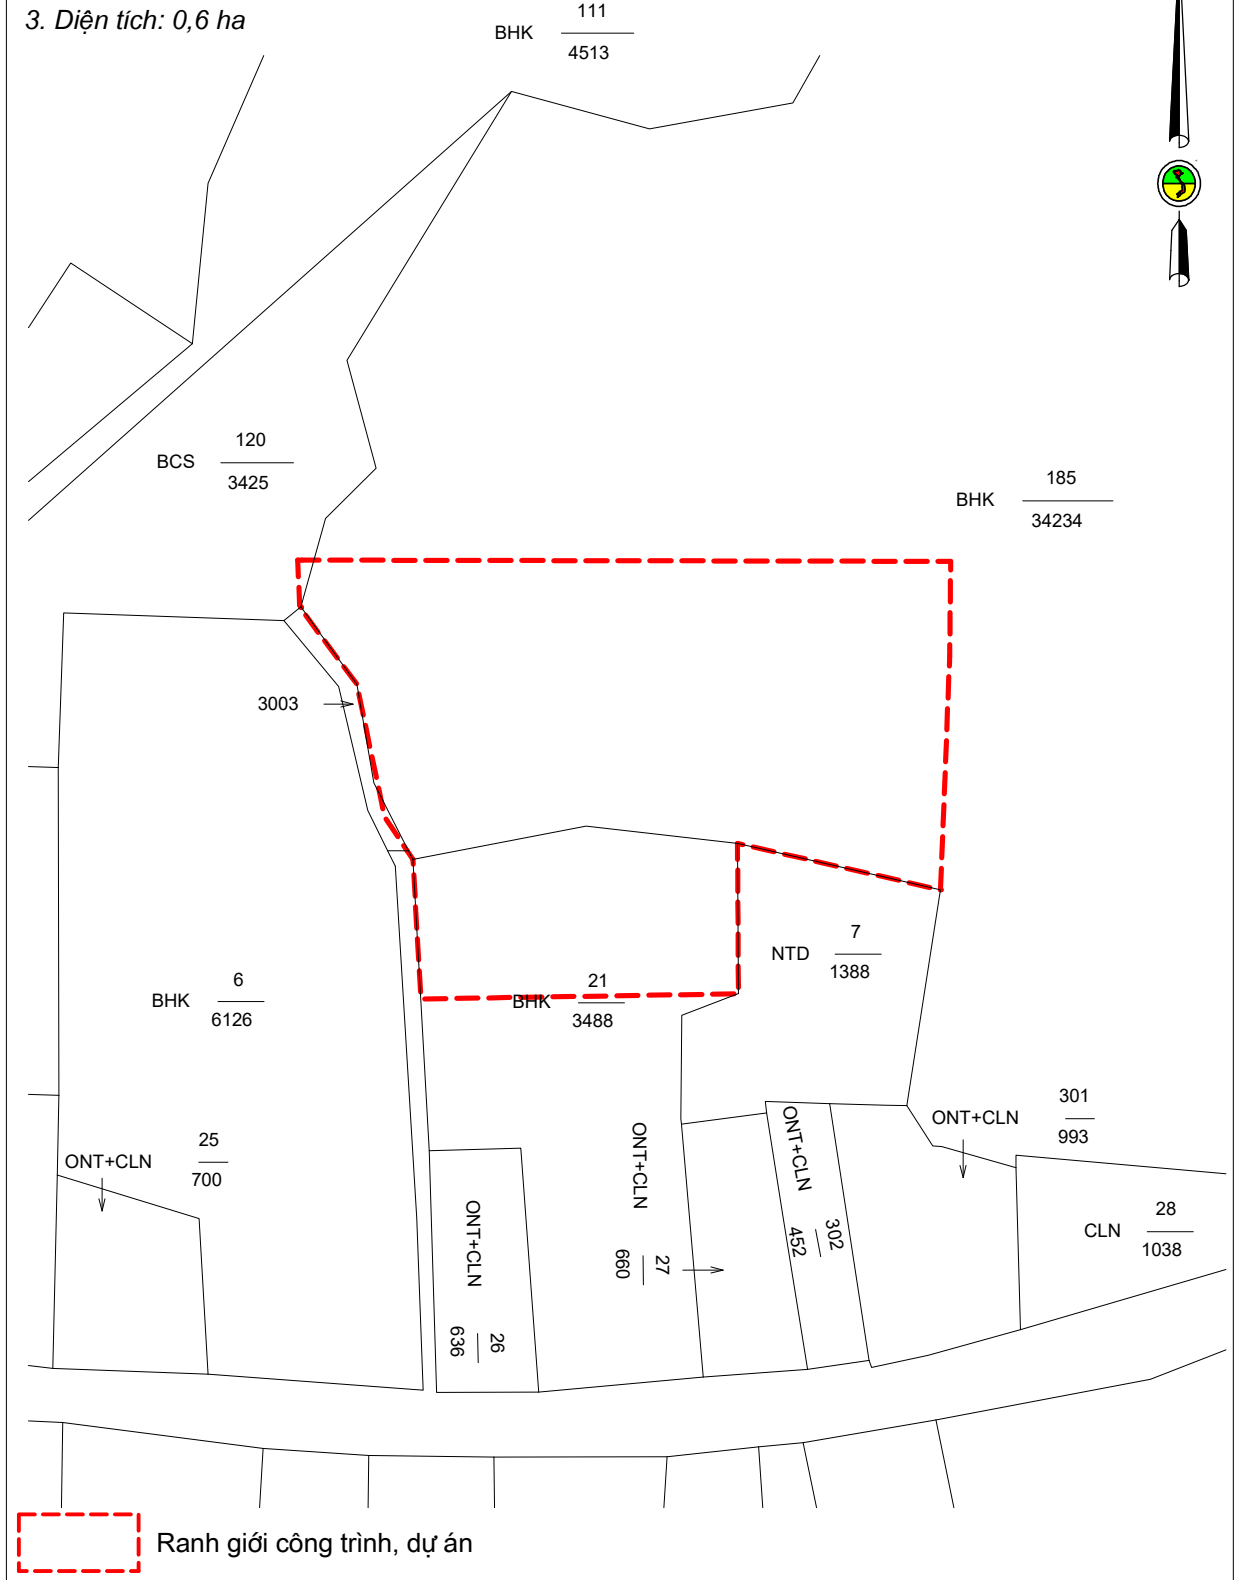 3. Diện tích: 0,6 ha
BHK 111
4513
BCS 120
3425
BHK 185
34234
3003
NTD 7
1388
BHK 6
6126
BHK 21
3488
ONT+CLN 25
700
ONT+CLN 301
993
ONT+CLN 302
452
ONT+CLN 27
660
ONT+CLN 26
636
CLN 28
1038
Ranh giới công trình, dự án